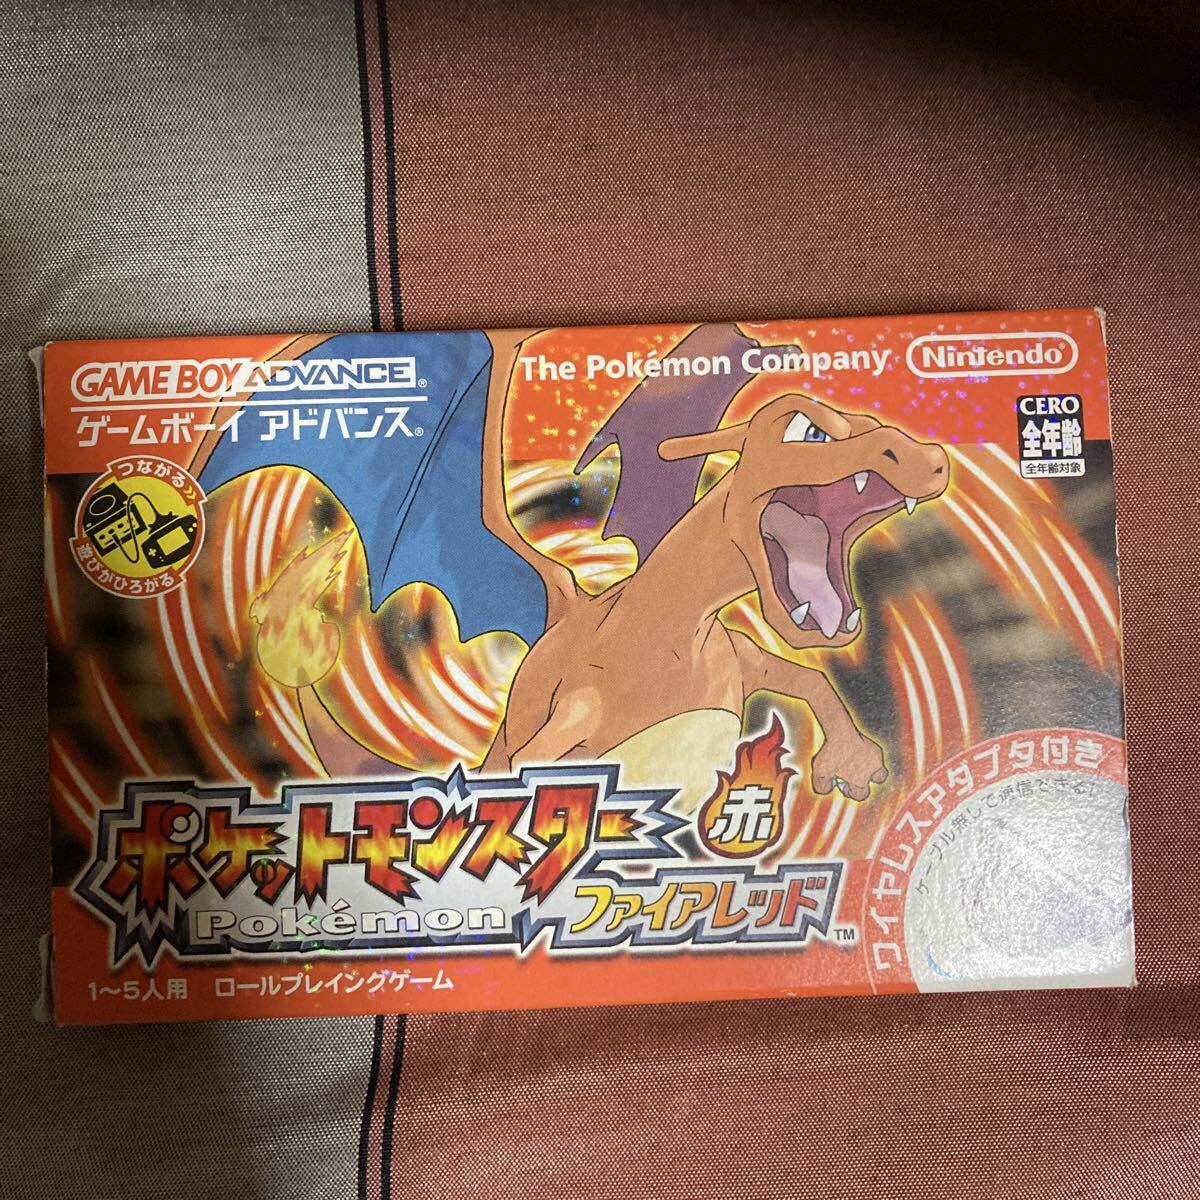 GAME BOY ADVANCE®
ゲームボーイ アドバンス®
The Pokémon Company
Nintendo®
CERO
全年齢
全年齢対象
つながる》
遊びがひろがる
赤
ポケットモンスター
Pokémon
ファイアレッド
TM
ワイヤレスアダプタ付き
ケーブル無しで通信できる!
1〜5人用 ロールプレイングゲーム